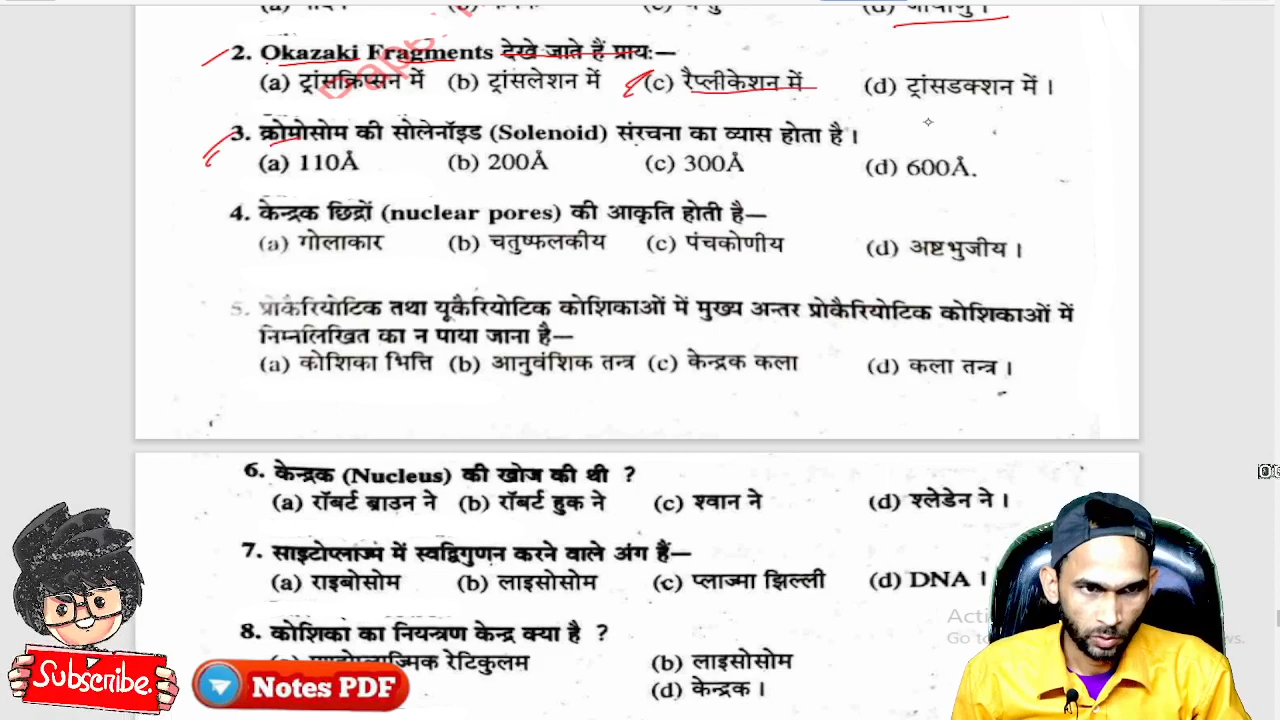 (d)
2. Okazaki Fragments देखे जाते हैं प्रायः—
(a) ट्रांसक्रिप्सन में (b) ट्रांसलेशन में (c) रैप्लीकेशन में (d) ट्रांसडक्शन में।
3. क्रोमोसोम की सोलेनॉइड (Solenoid) संरचना का व्यास होता है।
(a) 110Å (b) 200Å (c) 300Å (d) 600Å.
4. केन्द्रक छिद्रों (nuclear pores) की आकृति होती है—
(a) गोलाकार (b) चतुष्फलकीय (c) पंचकोणीय (d) अष्टभुजीय।
5. प्रोकैरियोटिक तथा यूकैरियोटिक कोशिकाओं में मुख्य अन्तर प्रोकैरियोटिक कोशिकाओं में
निम्नलिखित का न पाया जाना है—
(a) कोशिका भित्ति (b) आनुवंशिक तन्त्र (c) केन्द्रक कला (d) कला तन्त्र।
6. केन्द्रक (Nucleus) की खोज की थी ?
(a) रॉबर्ट ब्राउन ने (b) रॉबर्ट हुक ने (c) श्वान ने (d) श्लेडेन ने।
7. साइटोप्लाज्म में स्वद्विगुणन करने वाले अंग हैं—
(a) राइबोसोम (b) लाइसोसोम (c) प्लाज्मा झिल्ली (d) DNA।
8. कोशिका का नियन्त्रण केन्द्र क्या है ?
रेटिकुलम (b) लाइसोसोम
(d) केन्द्रक।
Subscribe.
Notes PDF
Go to